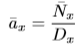 ä_x = N̄_x / D_x